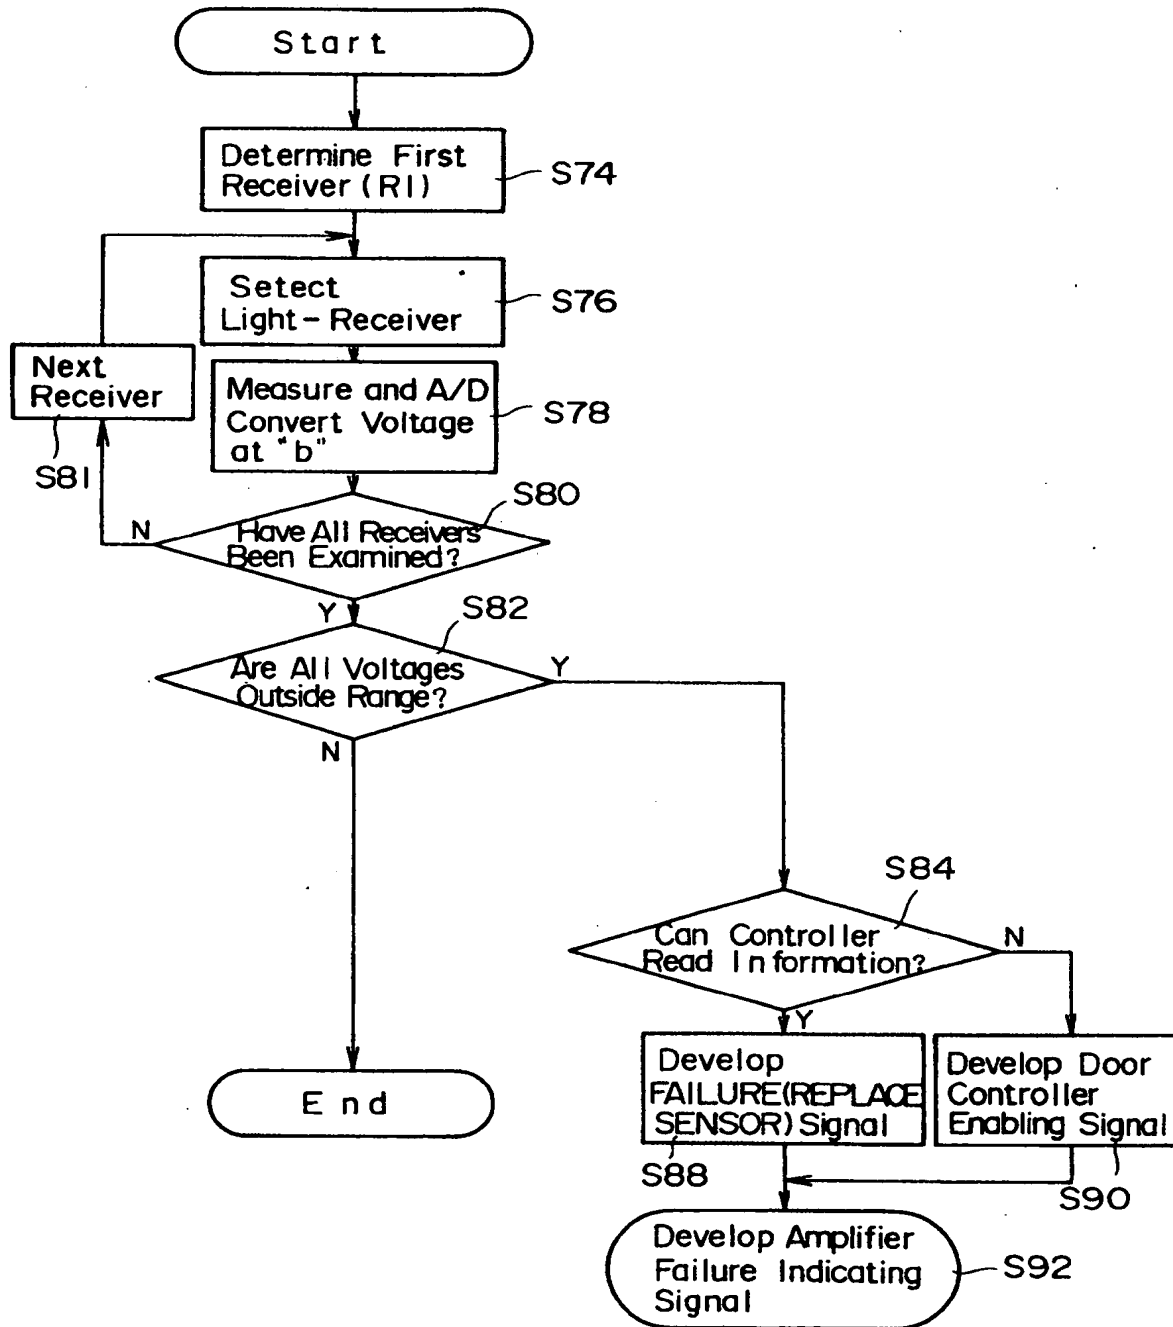 Start
Determine First
Receiver (R1)
S74
Setect
Light-Receiver
S76
Next
Receiver
S81
Measure and A/D
Convert Voltage
at "b"
S78
S80
N
Have All Receivers
Been Examined?
Y
S82
Are All Voltages
Outside Range?
Y
N
S84
Can Controller
Read Information?
N
Y
Develop
FAILURE(REPLACE
SENSOR) Signal
S88
Develop Door
Controller
Enabling Signal
S90
End
Develop Amplifier
Failure Indicating
Signal
S92